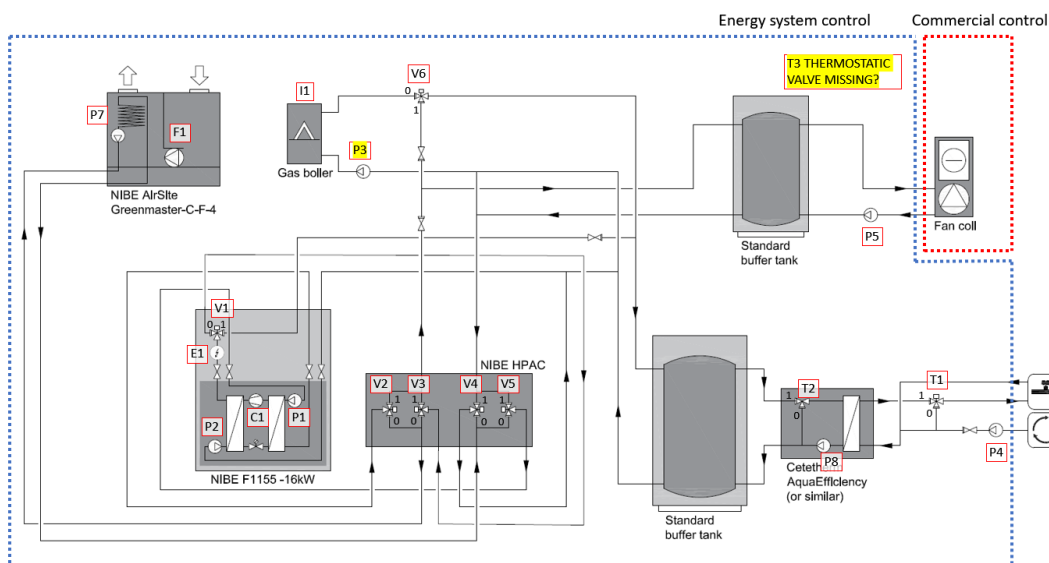 Energy system control
Commercial control
T3 THERMOSTATIC
VALVE MISSING?
V6
0
1
I1
P7
F1
P3
Gas boiler
NIBE AirSIte
Greenmaster-C-F-4
P5
Fan coil
Standard
buffer tank
V1
0 1
E1
NIBE HPAC
V2 V3 V4 V5
1 1 1 1
0 0 0 0
P2 C1 P1
NIBE F1155 -16kW
T2
1
0
T1
1
0
P8
P4
AquaEfficiency
(or similar)
Standard
buffer tank